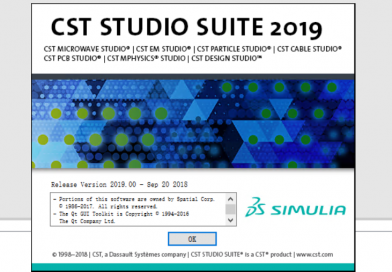 CST STUDIO SUITE 2019
CST MICROWAVE STUDIO® | CST EM STUDIO® | CST PARTICLE STUDIO® | CST CABLE STUDIO®
CST PCB STUDIO® | CST MPHYSICS® STUDIO | CST DESIGN STUDIO™
Release Version 2019.00 - Sep 20 2018
- Portions of this software are owned by Spatial Corp.
© 1986-2017. All rights reserved.
- The Qt GUI Toolkit is Copyright © 1994-2016
The Qt Company Ltd.
3S SIMULIA
OK
© 1998–2018 | CST, a Dassault Systèmes company | CST STUDIO SUITE® is a CST® product | www.cst.com